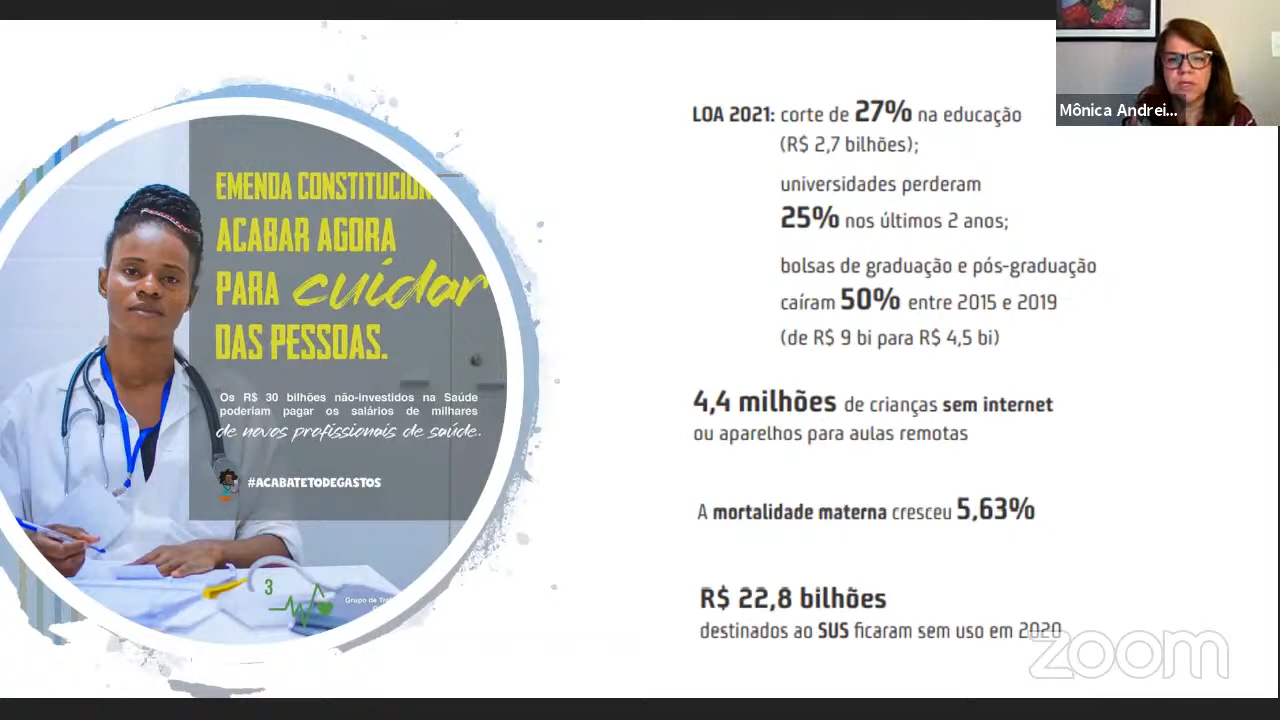 EMENDA CONSTITUCION
ACABAR AGORA
PARA cuidar
DAS PESSOAS.
Os R$ 30 bilhões não-investidos na Saúde
poderiam pagar os salários de milhares
de novos profissionais de saúde.
#ACABATETODEGASTOS
3
Grupo de
LOA 2021: corte de 27% na educação
(R$ 2,7 bilhões);
universidades perderam
25% nos últimos 2 anos;
bolsas de graduação e pós-graduação
caíram 50% entre 2015 e 2019
(de R$ 9 bi para R$ 4,5 bi)
4,4 milhões de crianças sem internet
ou aparelhos para aulas remotas
A mortalidade materna cresceu 5,63%
R$ 22,8 bilhões
destinados ao SUS ficaram sem uso em 2020
Mônica Andrei...
zoom